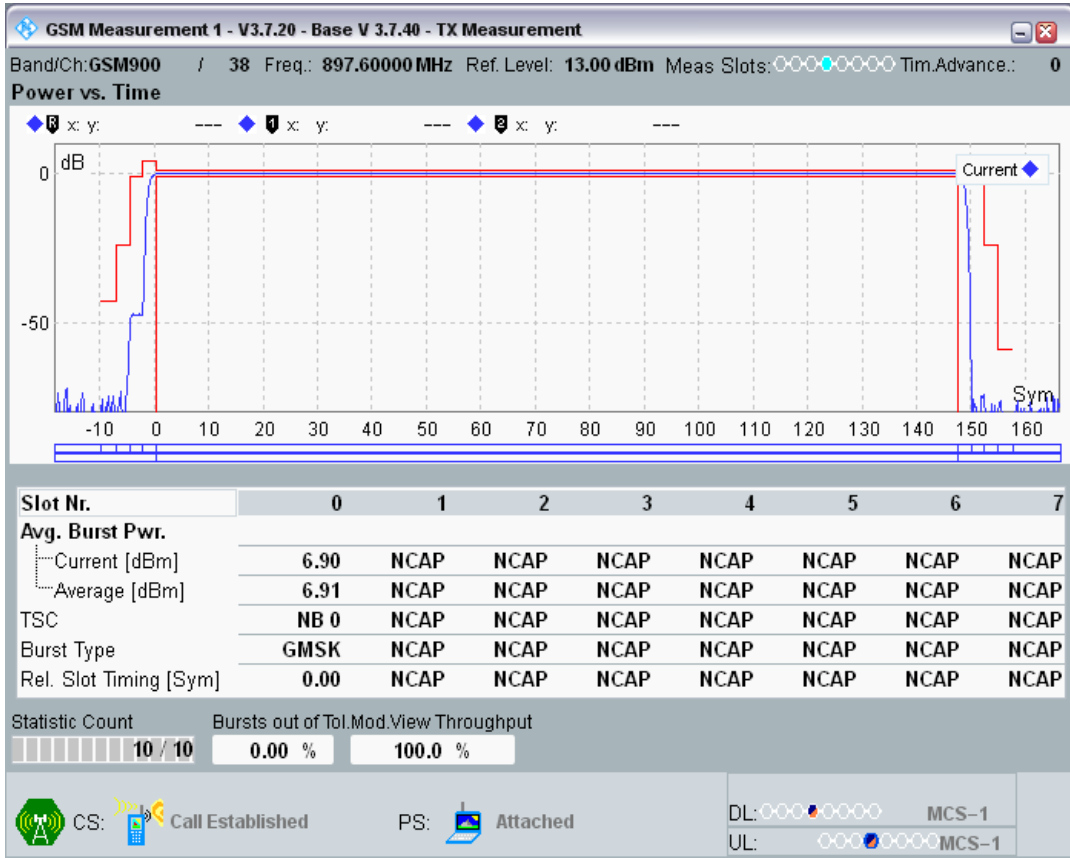 GSM Measurement 1 - V3.7.20 - Base V 3.7.40 - TX Measurement
Band/Ch:GSM900 / 38 Freq.: 897.60000 MHz Ref. Level: 13.00 dBm Meas Slots: Tim.Advance.: 0
Power vs. Time
R x: y: --- 1 x: y: --- 2 x: y: ---
dB
Current
0
-50
Sym
-10 0 10 20 30 40 50 60 70 80 90 100 110 120 130 140 150 160
Slot Nr. 0 1 2 3 4 5 6 7
Avg. Burst Pwr.
Current [dBm] 6.90 NCAP NCAP NCAP NCAP NCAP NCAP NCAP
Average [dBm] 6.91 NCAP NCAP NCAP NCAP NCAP NCAP NCAP
TSC NB 0 NCAP NCAP NCAP NCAP NCAP NCAP NCAP
Burst Type GMSK NCAP NCAP NCAP NCAP NCAP NCAP NCAP
Rel. Slot Timing [Sym] 0.00 NCAP NCAP NCAP NCAP NCAP NCAP NCAP
Statistic Count Bursts out of Tol.Mod.View Throughput
10 / 10 0.00 % 100.0 %
CS: Call Established PS: Attached
DL: MCS-1
UL: MCS-1